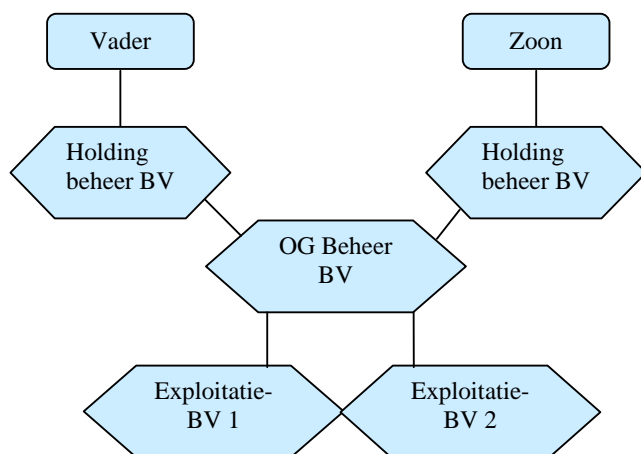 Vader
Zoon
Holding
beheer BV
Holding
beheer BV
OG Beheer
BV
Exploitatie-
BV 1
Exploitatie-
BV 2